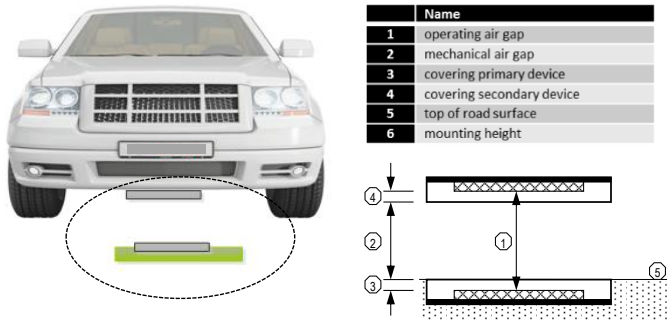 Name
1 operating air gap
2 mechanical air gap
3 covering primary device
4 covering secondary device
5 top of road surface
6 mounting height
4
2
1
3
5